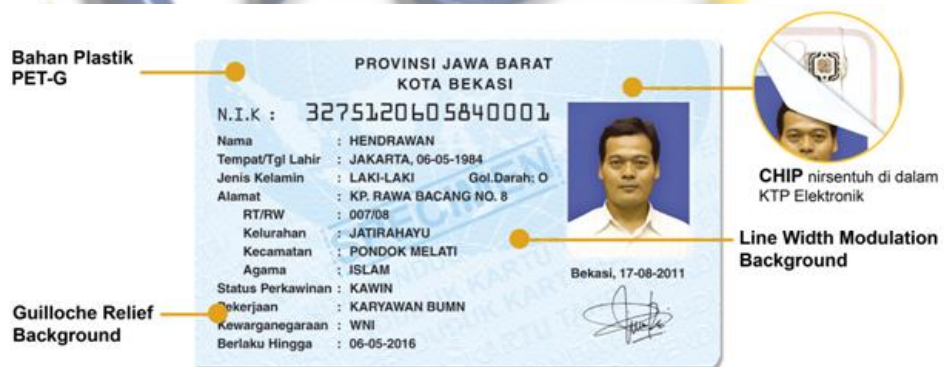 Bahan Plastik
PET-G
PROVINSI JAWA BARAT
KOTA BEKASI
N.I.K : 3275120605840001
Nama : HENDRAWAN
Tempat/Tgl Lahir : JAKARTA, 06-05-1984
Jenis Kelamin : LAKI-LAKI Gol.Darah: O
Alamat : KP. RAWA BACANG NO. 8
RT/RW : 007/08
Kelurahan : JATIRAHAYU
Kecamatan : PONDOK MELATI
Agama : ISLAM
Status Perkawinan : KAWIN
Pekerjaan : KARYAWAN BUMN
Kewarganegaraan : WNI
Berlaku Hingga : 06-05-2016
SPECIMEN
Bekasi, 17-08-2011
CHIP nirsentuh di dalam
KTP Elektronik
Line Width Modulation
Background
Guilloche Relief
Background